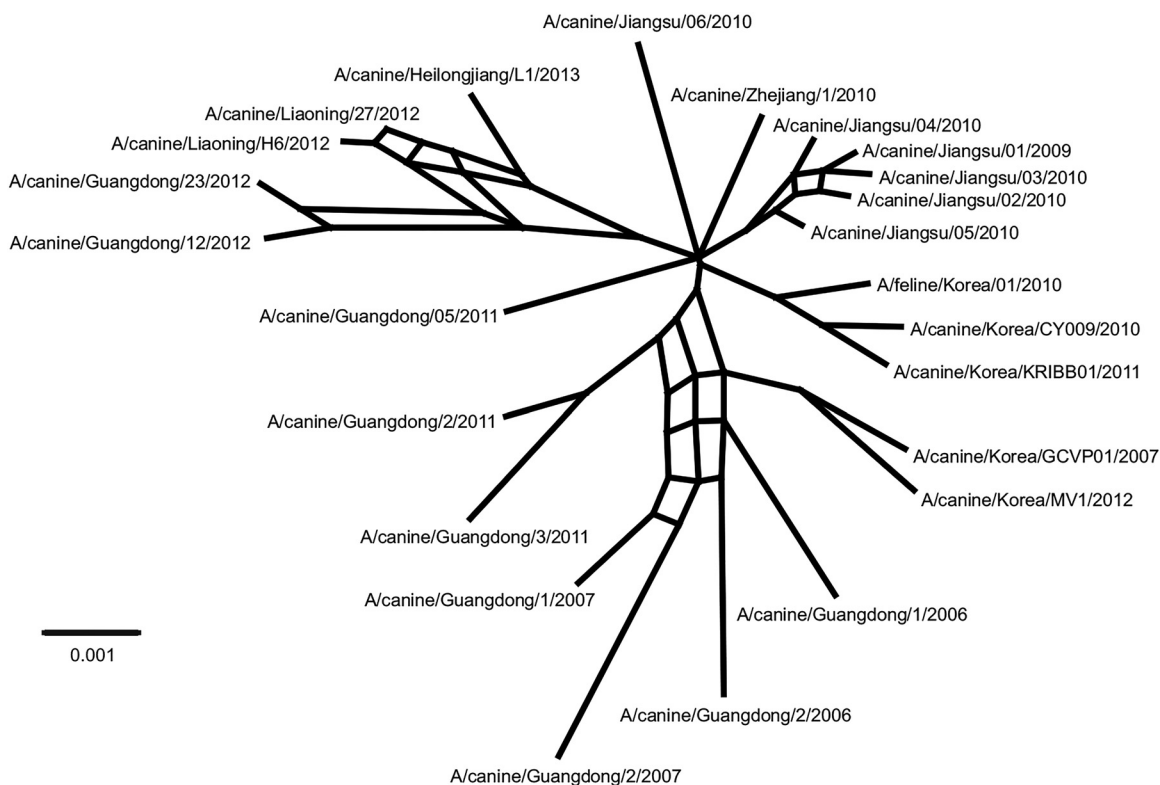 A/canine/Jiangsu/06/2010
A/canine/Heilongjiang/L1/2013
A/canine/Zhejiang/1/2010
A/canine/Liaoning/27/2012
A/canine/Jiangsu/04/2010
A/canine/Liaoning/H6/2012
A/canine/Jiangsu/01/2009
A/canine/Guangdong/23/2012
A/canine/Jiangsu/03/2010
A/canine/Jiangsu/02/2010
A/canine/Guangdong/12/2012
A/canine/Jiangsu/05/2010
A/feline/Korea/01/2010
A/canine/Guangdong/05/2011
A/canine/Korea/CY009/2010
A/canine/Korea/KRIBB01/2011
A/canine/Guangdong/2/2011
A/canine/Korea/GCVP01/2007
A/canine/Korea/MV1/2012
A/canine/Guangdong/3/2011
A/canine/Guangdong/1/2007
A/canine/Guangdong/1/2006
0.001
A/canine/Guangdong/2/2006
A/canine/Guangdong/2/2007